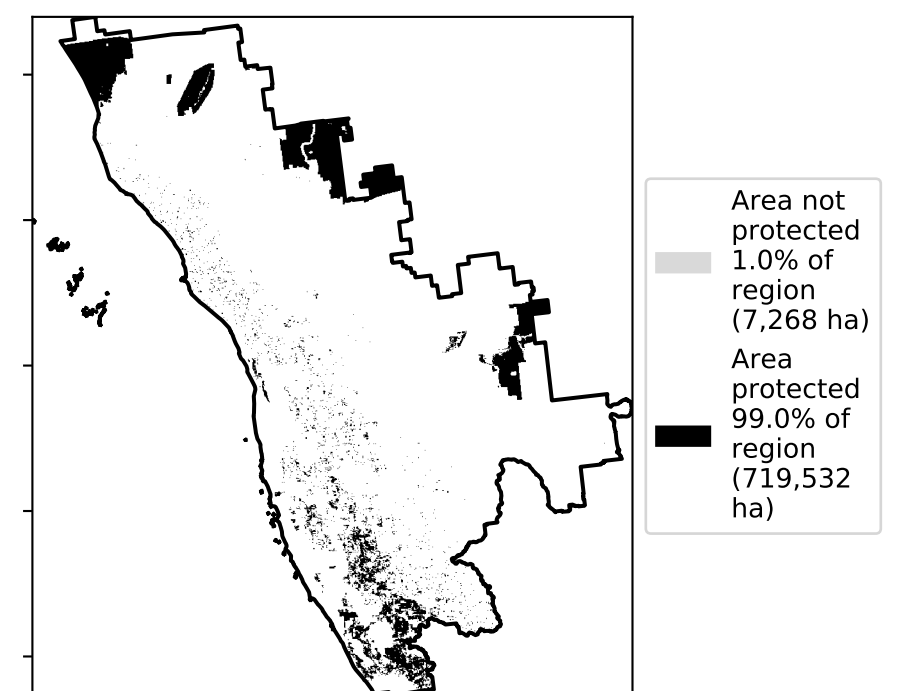 Area not
protected
1.0% of
region
(7,268 ha)
Area
protected
99.0% of
region
(719,532
ha)